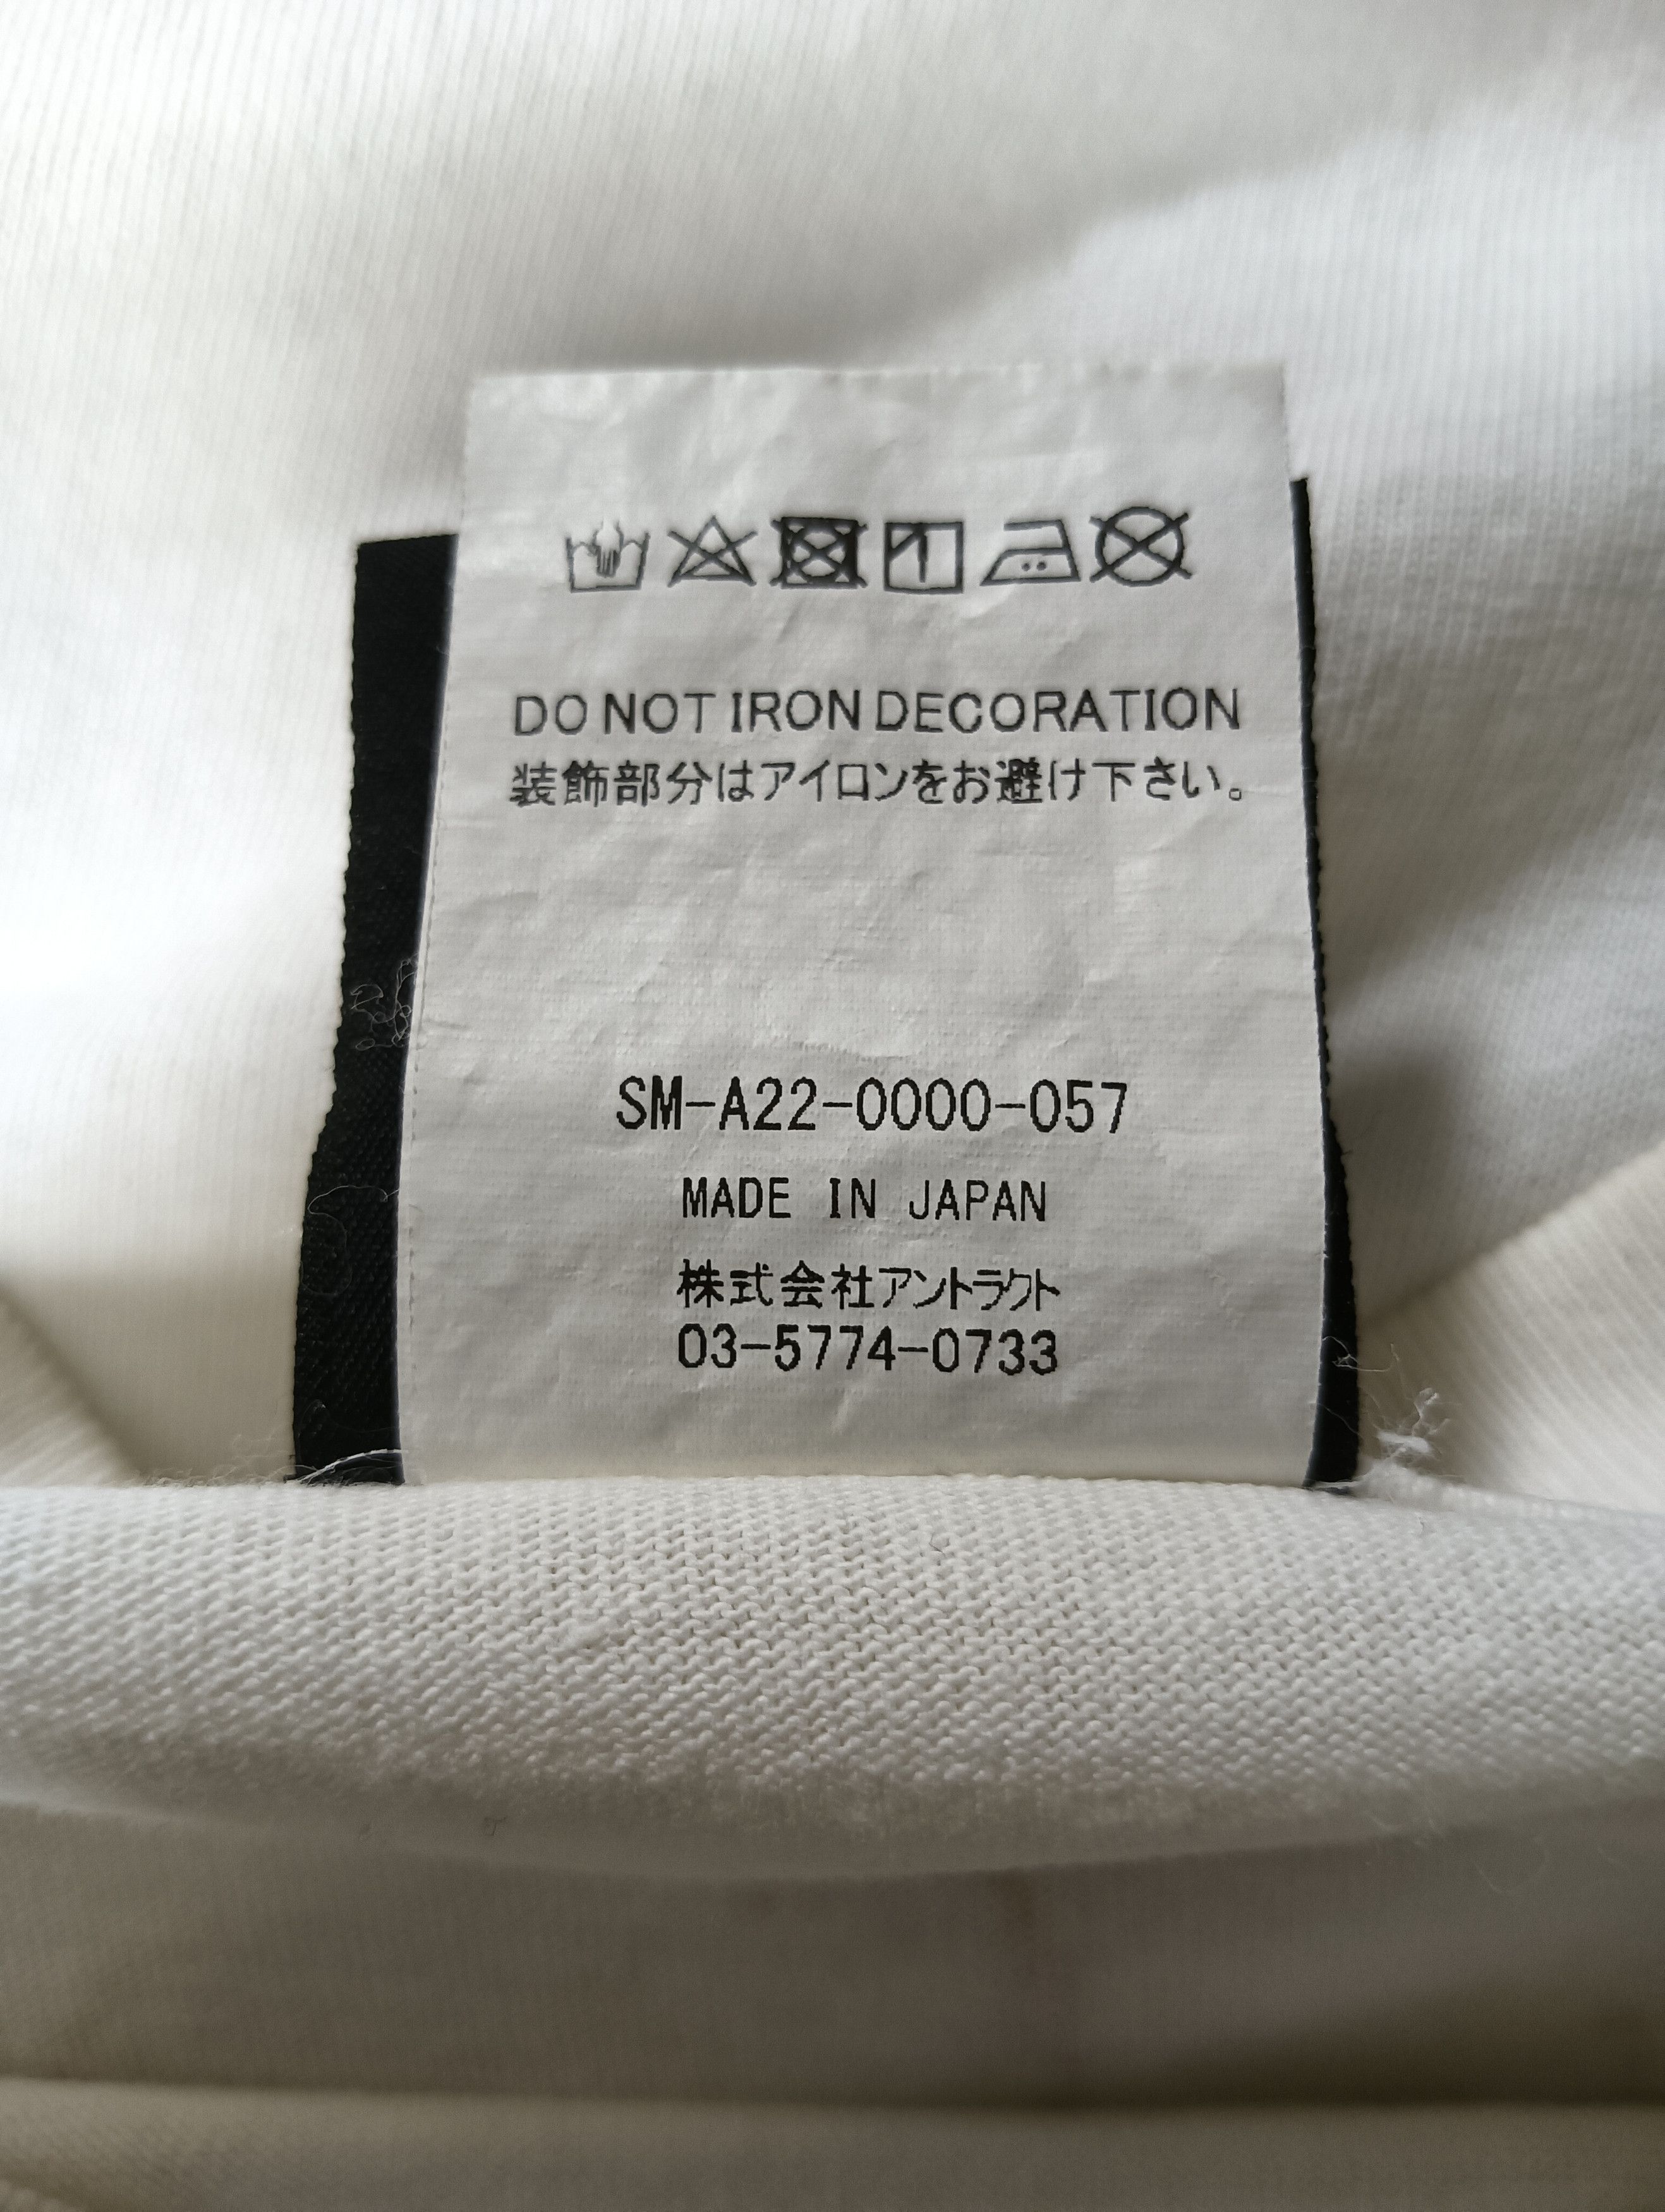 DO NOT IRON DECORATION
装飾部分はアイロンをお避け下さい。
SM-A22-0000-057
MADE IN JAPAN
株式会社アントラクト
03-5774-0733